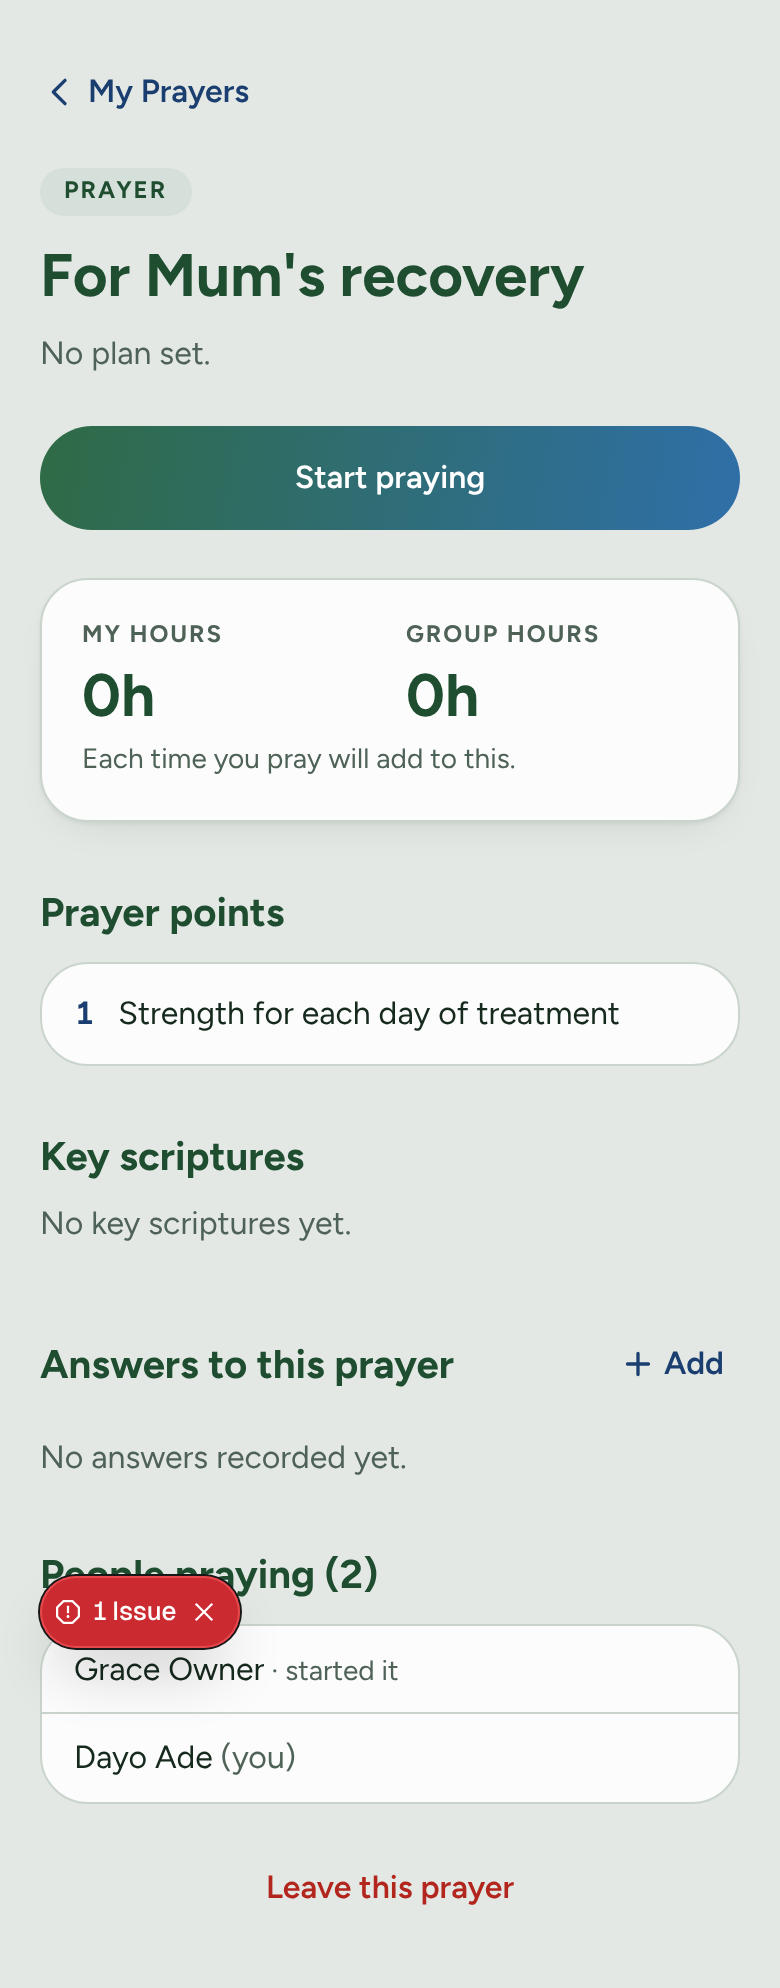 My Prayers
PRAYER
For Mum's recovery
No plan set.
Start praying
MY HOURS GROUP HOURS
0h 0h
Each time you pray will add to this.
Prayer points
1 Strength for each day of treatment
Key scriptures
No key scriptures yet.
Answers to this prayer + Add
No answers recorded yet.
People praying (2)
1 Issue
Grace Owner · started it
Dayo Ade (you)
Leave this prayer